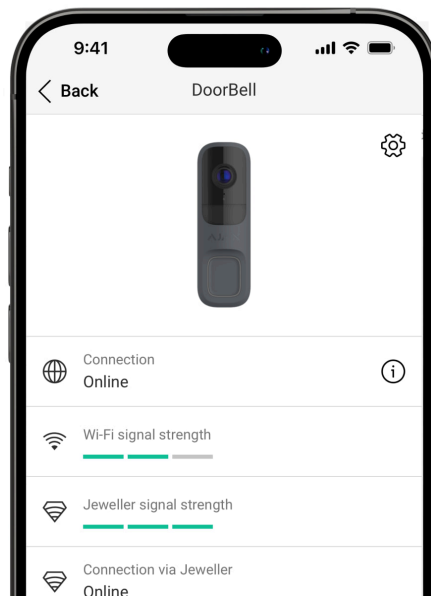 9:41
Back
DoorBell
Connection
Online
Wi-Fi signal strength
Jeweller signal strength
Connection via Jeweller
Online